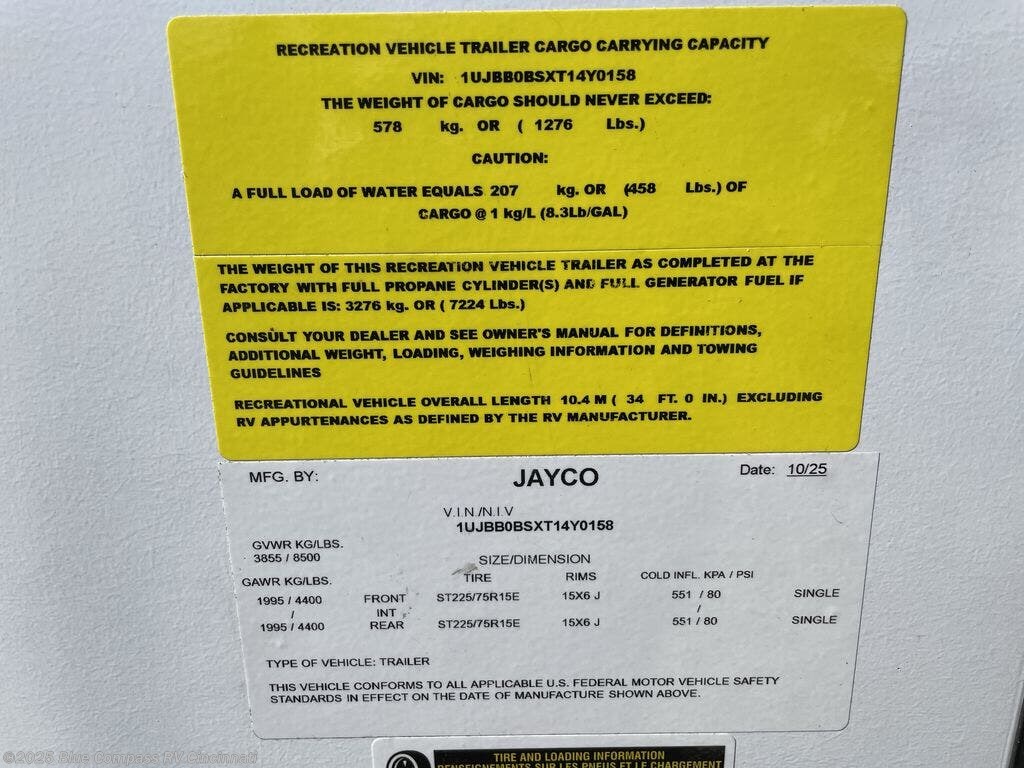 RECREATION VEHICLE TRAILER CARGO CARRYING CAPACITY
VIN: 1UJBB0BSXT14Y0158
THE WEIGHT OF CARGO SHOULD NEVER EXCEED:
578 kg. OR ( 1276 Lbs.)
CAUTION:
A FULL LOAD OF WATER EQUALS 207 kg. OR (458 Lbs.) OF
CARGO @ 1 kg/L (8.3Lb/GAL)
THE WEIGHT OF THIS RECREATION VEHICLE TRAILER AS COMPLETED AT THE
FACTORY WITH FULL PROPANE CYLINDER(S) AND FULL GENERATOR FUEL IF
APPLICABLE IS: 3276 kg. OR ( 7224 Lbs.)
CONSULT YOUR DEALER AND SEE OWNER'S MANUAL FOR DEFINITIONS,
ADDITIONAL WEIGHT, LOADING, WEIGHING INFORMATION AND TOWING
GUIDELINES
RECREATIONAL VEHICLE OVERALL LENGTH 10.4 M ( 34 FT. 0 IN.) EXCLUDING
RV APPURTENANCES AS DEFINED BY THE RV MANUFACTURER.
MFG. BY: JAYCO Date: 10/25
V.I.N./N.I.V
1UJBB0BSXT14Y0158
GVWR KG/LBS.
3855 / 8500
SIZE/DIMENSION
GAWR KG/LBS. TIRE RIMS COLD INFL. KPA / PSI
1995 / 4400 FRONT ST225/75R15E 15X6 J 551 / 80 SINGLE
/ INT /
1995 / 4400 REAR ST225/75R15E 15X6 J 551 / 80 SINGLE
TYPE OF VEHICLE: TRAILER
THIS VEHICLE CONFORMS TO ALL APPLICABLE U.S. FEDERAL MOTOR VEHICLE SAFETY
STANDARDS IN EFFECT ON THE DATE OF MANUFACTURE SHOWN ABOVE.
TIRE AND LOADING INFORMATION
RENSEIGNEMENTS SUR LES PNEUS ET LE CHARGEMENT
©2025 Blue Compass RV Cincinnati